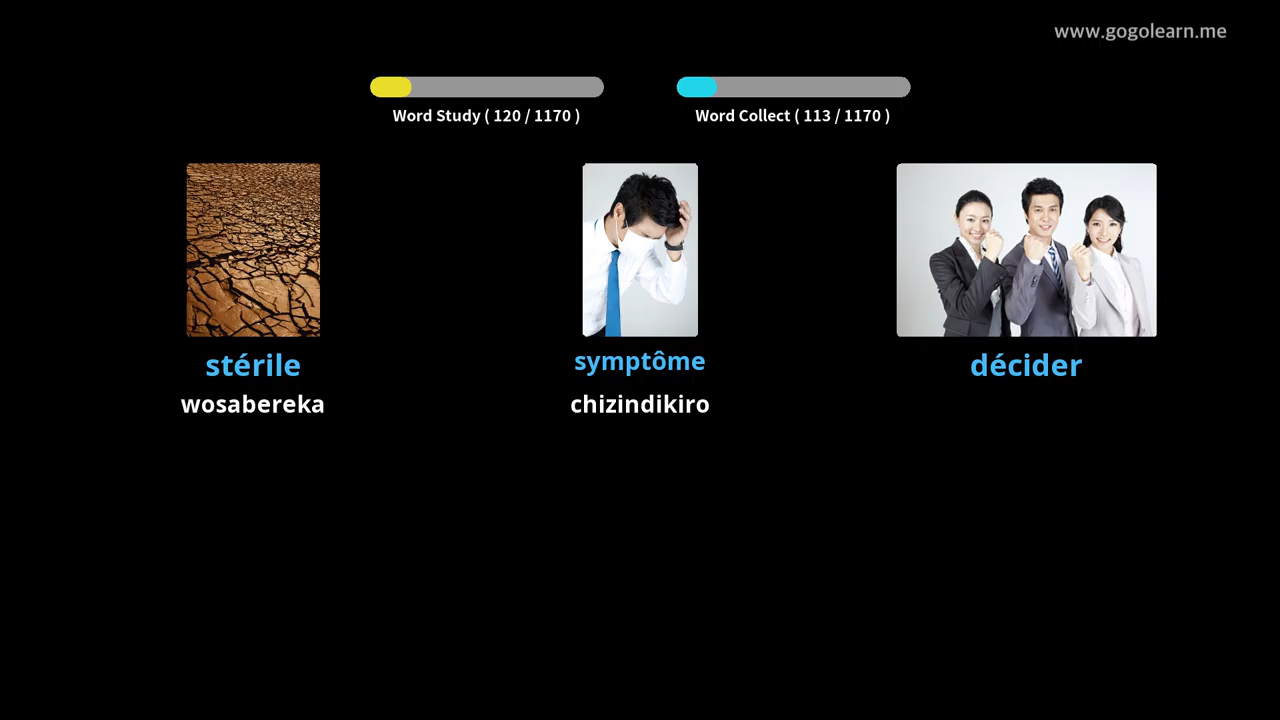 www.gogolearn.me
Word Study ( 120 / 1170 )
Word Collect ( 113 / 1170 )
stérile
wosabereka
symptôme
chizindikiro
décider